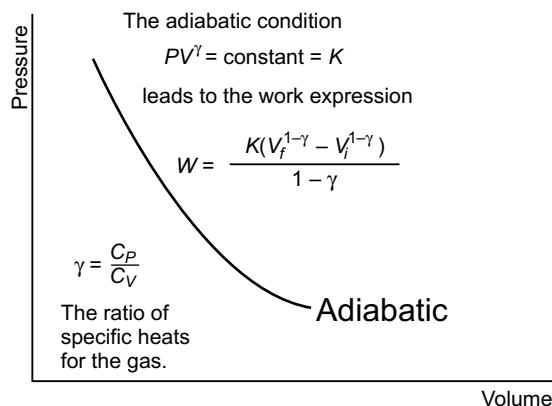 The adiabatic condition
PV^γ = constant = K
leads to the work expression
W = K(V_f^{1−γ} − V_i^{1−γ}) / 1 − γ
Pressure
γ = C_P / C_V
The ratio of
specific heats
for the gas.
Adiabatic
Volume